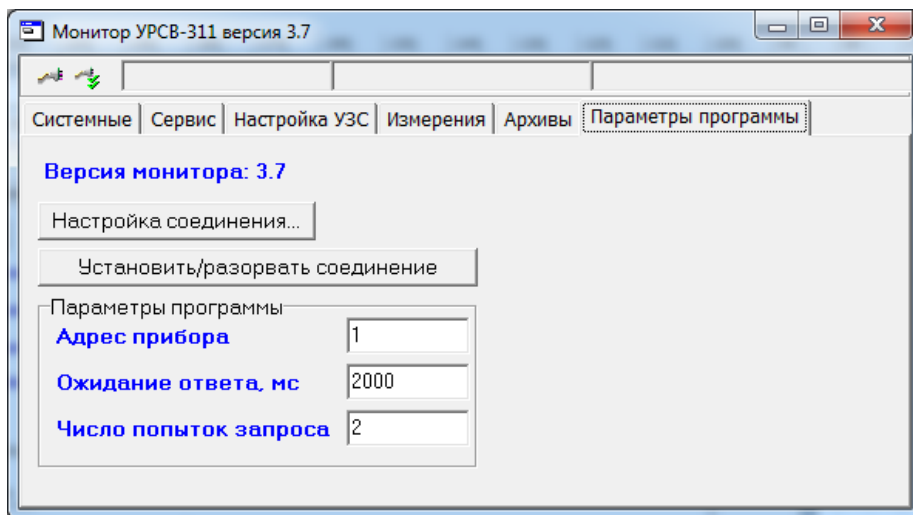 Монитор УРСВ-311 версия 3.7
Системные Сервис Настройка УЗС Измерения Архивы Параметры программы
Версия монитора: 3.7
Настройка соединения...
Установить/разорвать соединение
Параметры программы
Адрес прибора 1
Ожидание ответа, мс 2000
Число попыток запроса 2